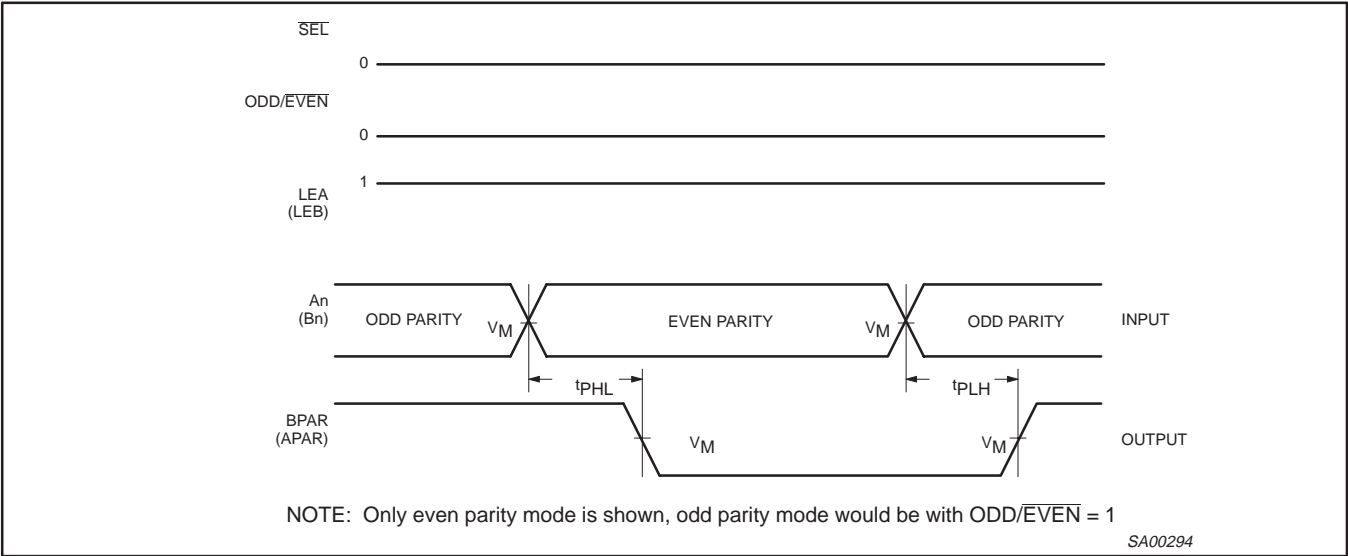 SEL
0
ODD/EVEN
0
1
LEA
(LEB)
An
(Bn)
ODD PARITY
VM
EVEN PARITY
VM
ODD PARITY
INPUT
tPHL
tPLH
BPAR
(APAR)
VM
VM
OUTPUT
NOTE: Only even parity mode is shown, odd parity mode would be with ODD/EVEN = 1
SA00294